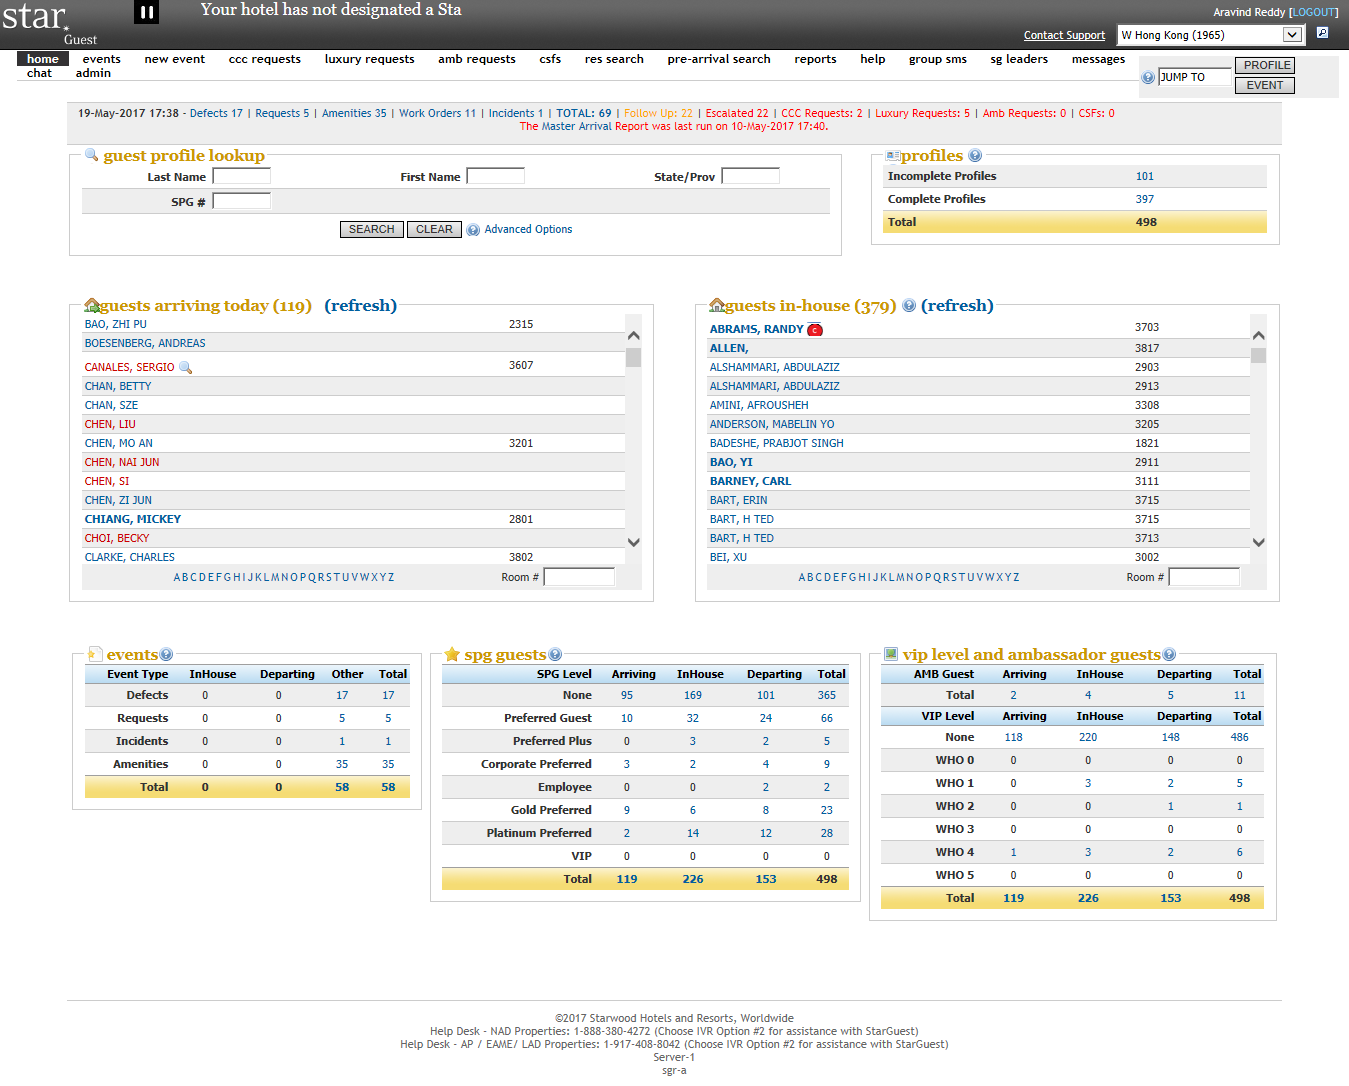 star
Guest
Your hotel has not designated a Sta
Aravind Reddy [LOGOUT]
Contact Support W Hong Kong (1965)
home events new event ccc requests luxury requests amb requests csfs res search pre-arrival search reports help group sms sg leaders messages
chat admin
JUMP TO PROFILE
EVENT
19-May-2017 17:38 - Defects 17 | Requests 5 | Amenities 35 | Work Orders 11 | Incidents 1 | TOTAL: 69 | Follow Up: 22 | Escalated 22 | CCC Requests: 2 | Luxury Requests: 5 | Amb Requests: 0 | CSFs: 0
The Master Arrival Report was last run on 10-May-2017 17:40.
guest profile lookup
Last Name First Name State/Prov
SPG #
SEARCH CLEAR Advanced Options
profiles
Incomplete Profiles 101
Complete Profiles 397
Total 498
guests arriving today (119) (refresh)
BAO, ZHI PU 2315
BOESENBERG, ANDREAS
CANALES, SERGIO 3607
CHAN, BETTY
CHAN, SZE
CHEN, LIU
CHEN, MO AN 3201
CHEN, NAI JUN
CHEN, SI
CHEN, ZI JUN
CHIANG, MICKEY 2801
CHOI, BECKY
CLARKE, CHARLES 3802
A B C D E F G H I J K L M N O P Q R S T U V W X Y Z Room #
guests in-house (379) (refresh)
ABRAMS, RANDY C 3703
ALLEN, 3817
ALSHAMMARI, ABDULAZIZ 2903
ALSHAMMARI, ABDULAZIZ 2913
AMINI, AFROUSHEH 3308
ANDERSON, MABELIN YO 3205
BADESHE, PRABJOT SINGH 1821
BAO, YI 2911
BARNEY, CARL 3111
BART, ERIN 3715
BART, H TED 3715
BART, H TED 3713
BEI, XU 3002
A B C D E F G H I J K L M N O P Q R S T U V W X Y Z Room #
events
Event Type InHouse Departing Other Total
Defects 0 0 17 17
Requests 0 0 5 5
Incidents 0 0 1 1
Amenities 0 0 35 35
Total 0 0 58 58
spg guests
SPG Level Arriving InHouse Departing Total
None 95 169 101 365
Preferred Guest 10 32 24 66
Preferred Plus 0 3 2 5
Corporate Preferred 3 2 4 9
Employee 0 0 2 2
Gold Preferred 9 6 8 23
Platinum Preferred 2 14 12 28
VIP 0 0 0 0
Total 119 226 153 498
vip level and ambassador guests
AMB Guest Arriving InHouse Departing Total
Total 2 4 5 11
VIP Level Arriving InHouse Departing Total
None 118 220 148 486
WHO 0 0 0 0 0
WHO 1 0 3 2 5
WHO 2 0 0 1 1
WHO 3 0 0 0 0
WHO 4 1 3 2 6
WHO 5 0 0 0 0
Total 119 226 153 498
©2017 Starwood Hotels and Resorts, Worldwide
Help Desk - NAD Properties: 1-888-380-4272 (Choose IVR Option #2 for assistance with StarGuest)
Help Desk - AP / EAME/ LAD Properties: 1-917-408-8042 (Choose IVR Option #2 for assistance with StarGuest)
Server-1
sgr-a